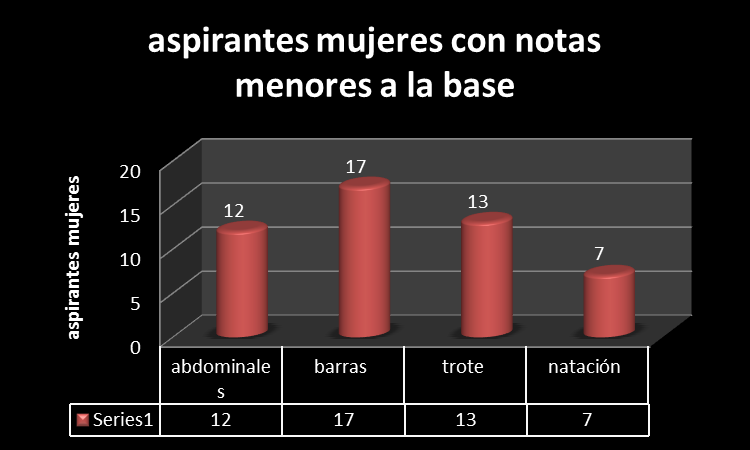 aspirantes mujeres con notas
menores a la base
aspirantes mujeres
20
15
10
5
0
12
17
13
7
abdominale
s
barras
trote
natación
Series1
12
17
13
7